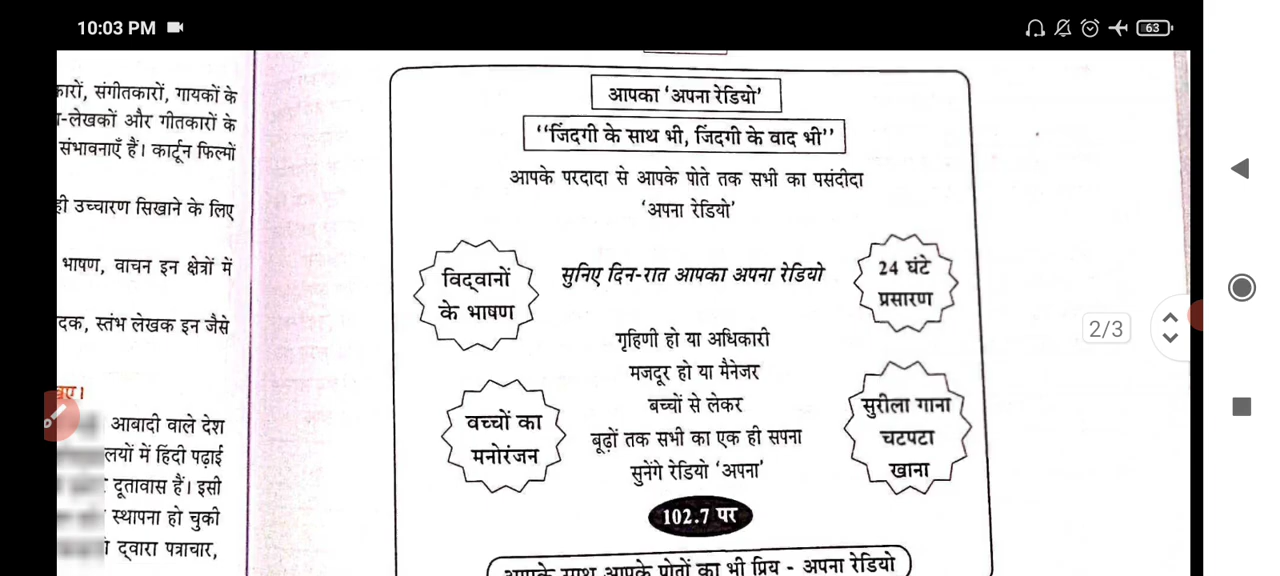 10:03 PM
63
कारों, संगीतकारों, गायकों के
-लेखकों और गीतकारों के
संभावनाएँ हैं। कार्टून फिल्मों
ही उच्चारण सिखाने के लिए
भाषण, वाचन इन क्षेत्रों में
स्तंभ लेखक इन जैसे
आबादी वाले देश
लयों में हिंदी पढ़ाई
दूतावास हैं। इसी
स्थापना हो चुकी
द्वारा पत्राचार,
आपका ‘अपना रेडियो’
“जिंदगी के साथ भी, जिंदगी के बाद भी”
आपके परदादा से आपके पोते तक सभी का पसंदीदा
‘अपना रेडियो’
विद्वानों
के भाषण
सुनिए दिन-रात आपका अपना रेडियो
24 घंटे
प्रसारण
गृहिणी हो या अधिकारी
मजदूर हो या मैनेजर
बच्चों से लेकर
बूढ़ों तक सभी का एक ही सपना
सुनेंगे रेडियो ‘अपना’
बच्चों का
मनोरंजन
सुरीला गाना
चटपटा
खाना
102.7 पर
आपके साथ आपके पोतों का भी प्रिय - अपना रेडियो
2/3